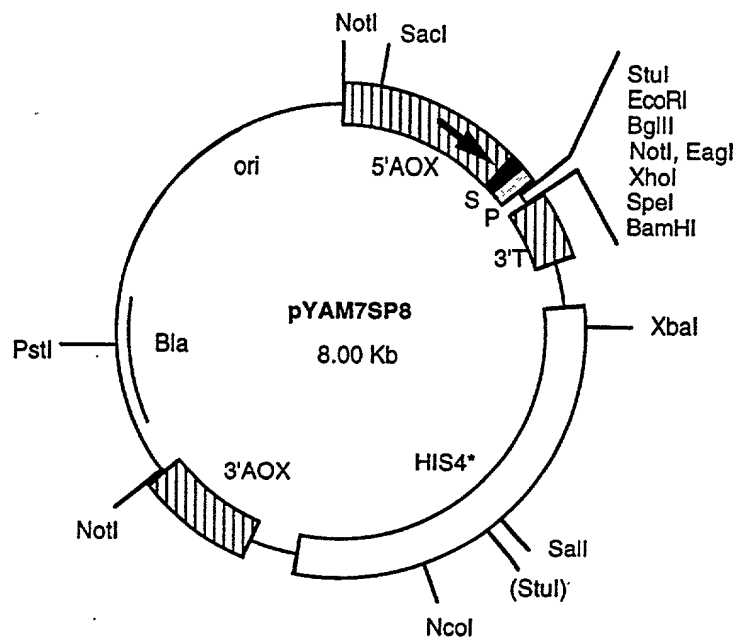 NotI
SacI
StuI
EcoRI
BglII
NotI, EagI
XhoI
SpeI
BamHI
ori
5'AOX
S
P
3'T
pYAM7SP8
8.00 Kb
XbaI
PstI
Bla
HIS4*
3'AOX
NotI
SalI
(StuI)
NcoI